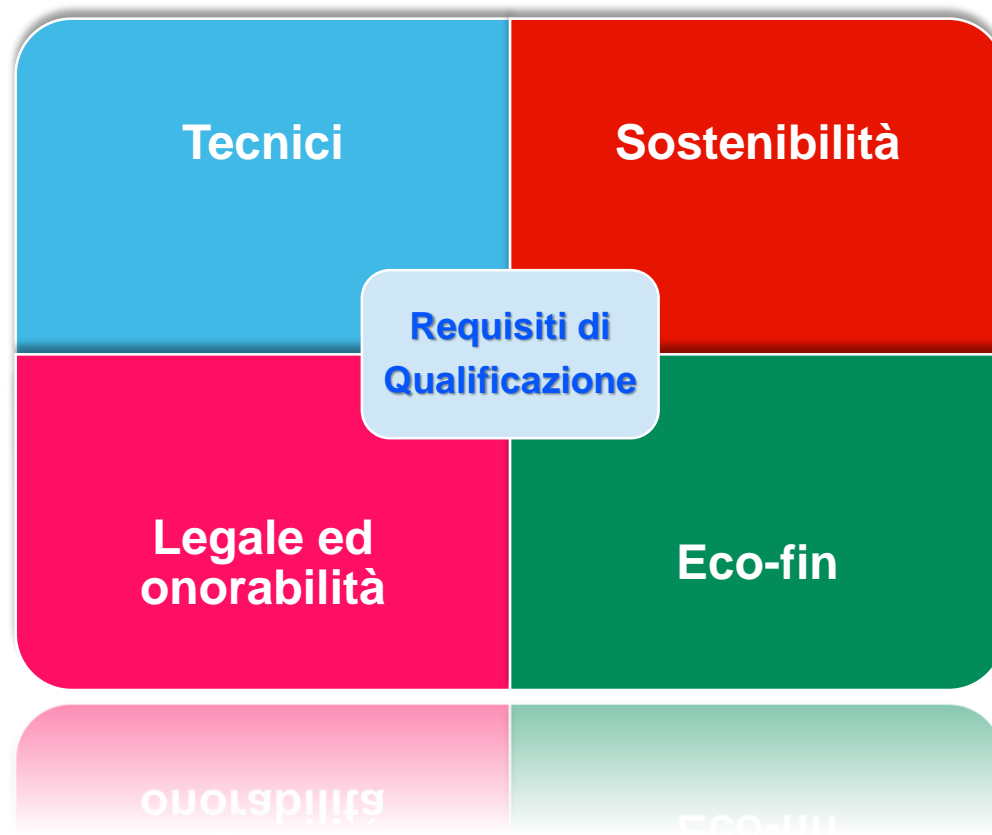 Tecnici
Sostenibilità
Requisiti di
Qualificazione
Legale ed
onorabilità
Eco-fin